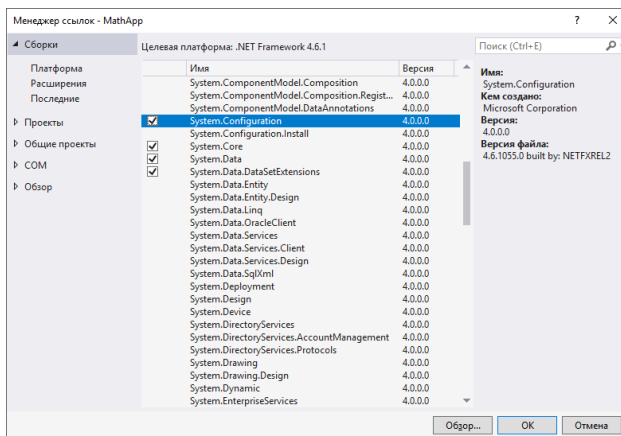 Менеджер ссылок - MathApp
Сборки
Платформа
Расширения
Последние
Проекты
Общие проекты
COM
Обзор
Целевая платформа: .NET Framework 4.6.1
Имя Версия
System.ComponentModel.Composition 4.0.0.0
System.ComponentModel.Composition.Regist... 4.0.0.0
System.ComponentModel.DataAnnotations 4.0.0.0
System.Configuration 4.0.0.0
System.Configuration.Install 4.0.0.0
System.Core 4.0.0.0
System.Data 4.0.0.0
System.Data.DataSetExtensions 4.0.0.0
System.Data.Entity 4.0.0.0
System.Data.Entity.Design 4.0.0.0
System.Data.Linq 4.0.0.0
System.Data.OracleClient 4.0.0.0
System.Data.Services 4.0.0.0
System.Data.Services.Client 4.0.0.0
System.Data.Services.Design 4.0.0.0
System.Data.SqlXml 4.0.0.0
System.Deployment 4.0.0.0
System.Design 4.0.0.0
System.Device 4.0.0.0
System.DirectoryServices 4.0.0.0
System.DirectoryServices.AccountManagement 4.0.0.0
System.DirectoryServices.Protocols 4.0.0.0
System.Drawing 4.0.0.0
System.Drawing.Design 4.0.0.0
System.Dynamic 4.0.0.0
System.EnterpriseServices 4.0.0.0
Поиск (Ctrl+E)
Имя:
System.Configuration
Кем создано:
Microsoft Corporation
Версия:
4.0.0.0
Версия файла:
4.6.1055.0 built by: NETFXREL2
Обзор... OK Отмена